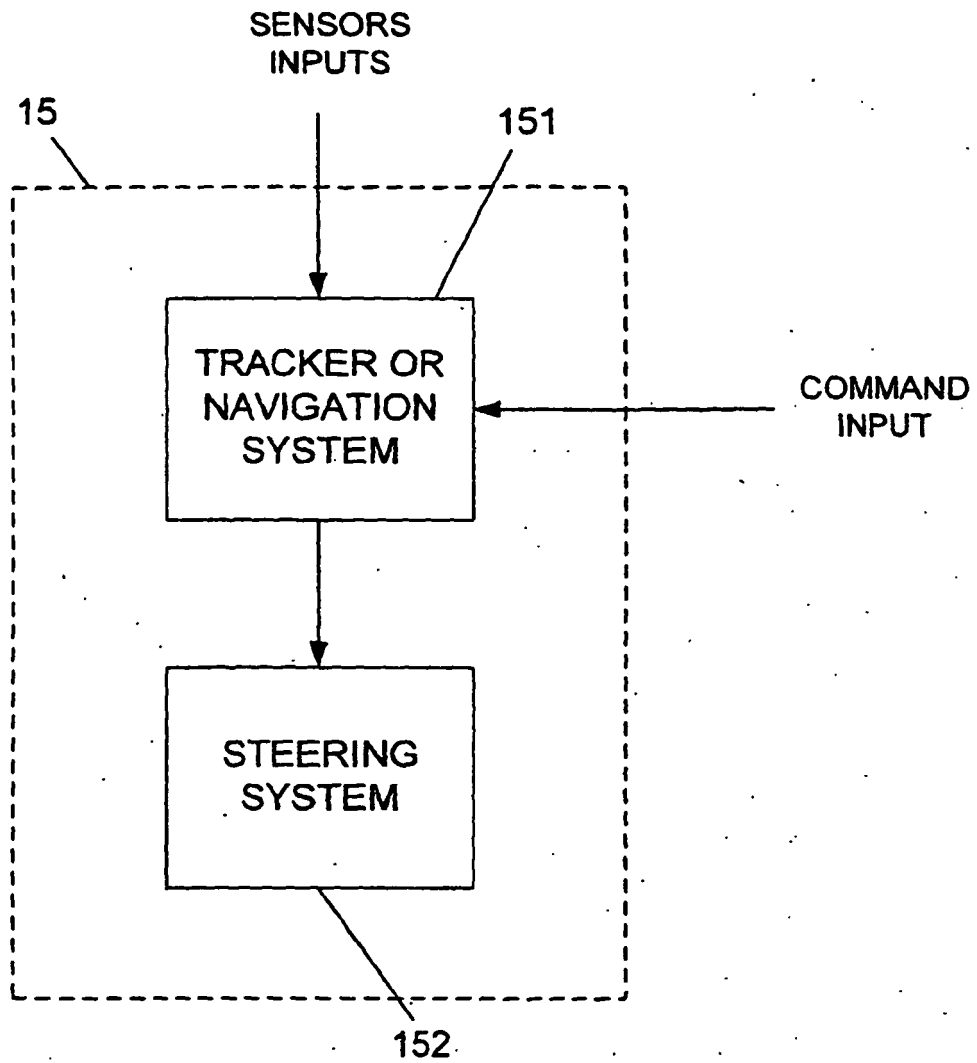 SENSORS
INPUTS
15
151
TRACKER OR
NAVIGATION
SYSTEM
COMMAND
INPUT
STEERING
SYSTEM
152